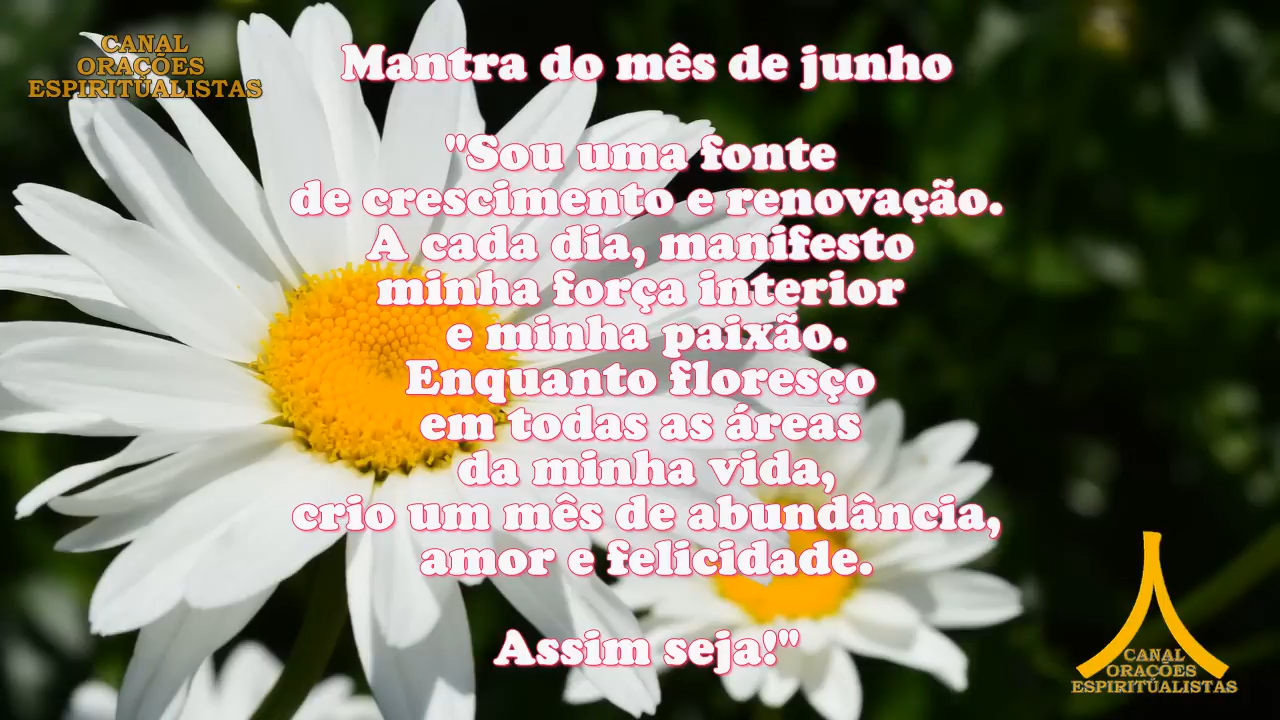 CANAL
ORAÇÕES
ESPIRITUALISTAS
Mantra do mês de junho
"Sou uma fonte
de crescimento e renovação.
A cada dia, manifesto
minha força interior
e minha paixão.
Enquanto floresço
em todas as áreas
da minha vida,
crio um mês de abundância,
amor e felicidade.
Assim seja!"
CANAL
ORAÇÕES
ESPIRITUALISTAS